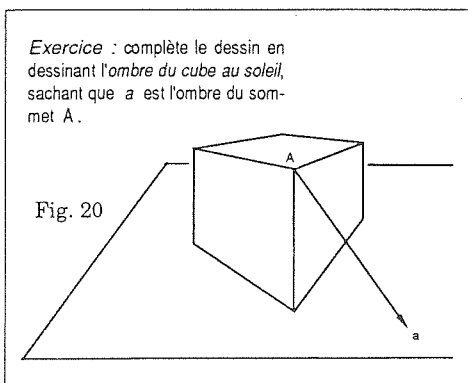 Exercice : complète le dessin en
dessinant l'ombre du cube au soleil,
sachant que a est l'ombre du som-
met A.
A
Fig. 20
a